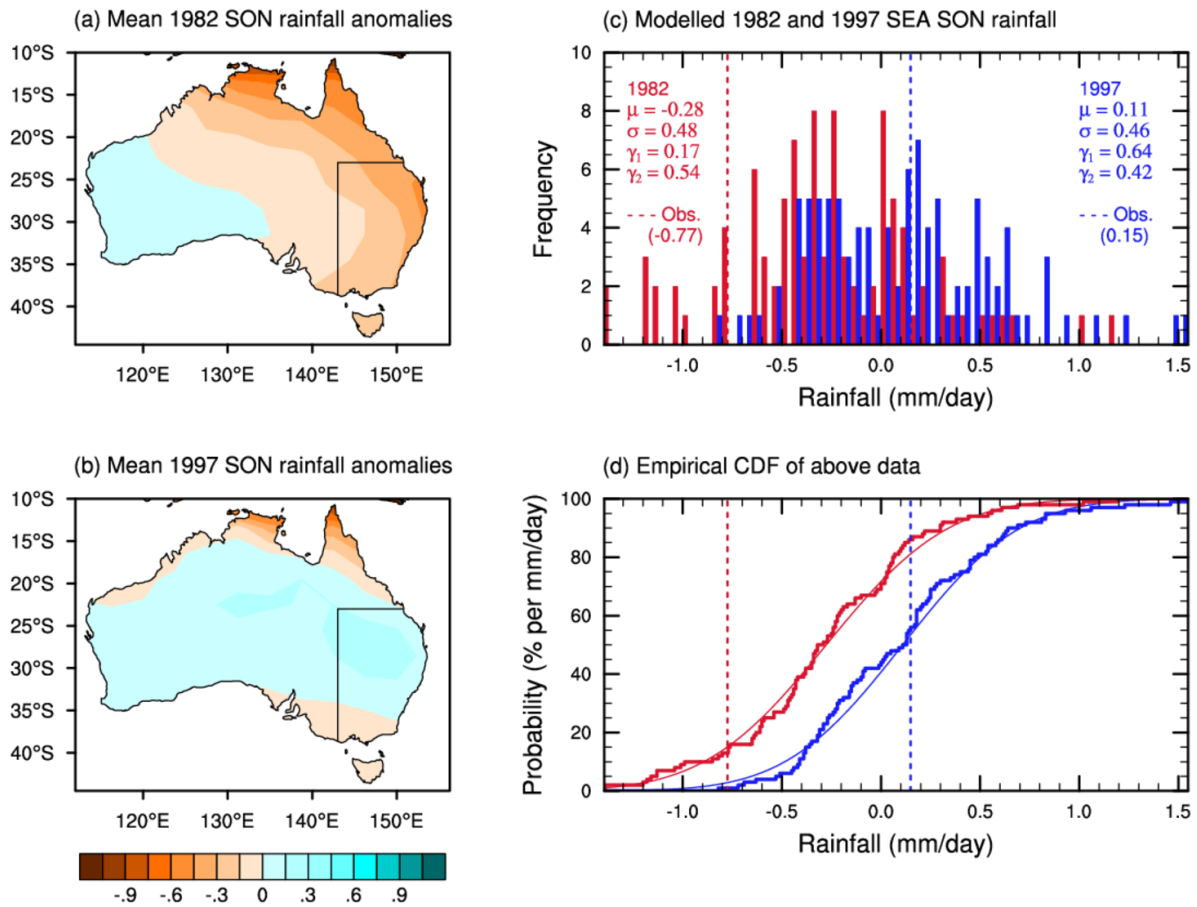 (a) Mean 1982 SON rainfall anomalies
10°S
15°S
20°S
25°S
30°S
35°S
40°S
120°E 130°E 140°E 150°E
(b) Mean 1997 SON rainfall anomalies
10°S
15°S
20°S
25°S
30°S
35°S
40°S
120°E 130°E 140°E 150°E
-.9 -.6 -.3 0 .3 .6 .9
(c) Modelled 1982 and 1997 SEA SON rainfall
Frequency
10
8
6
4
2
0
1982
μ = -0.28
σ = 0.48
γ1 = 0.17
γ2 = 0.54
--- Obs.
(-0.77)
1997
μ = 0.11
σ = 0.46
γ1 = 0.64
γ2 = 0.42
--- Obs.
(0.15)
-1.0 -0.5 0.0 0.5 1.0 1.5
Rainfall (mm/day)
(d) Empirical CDF of above data
Probability (% per mm/day)
100
80
60
40
20
0
-1.0 -0.5 0.0 0.5 1.0 1.5
Rainfall (mm/day)